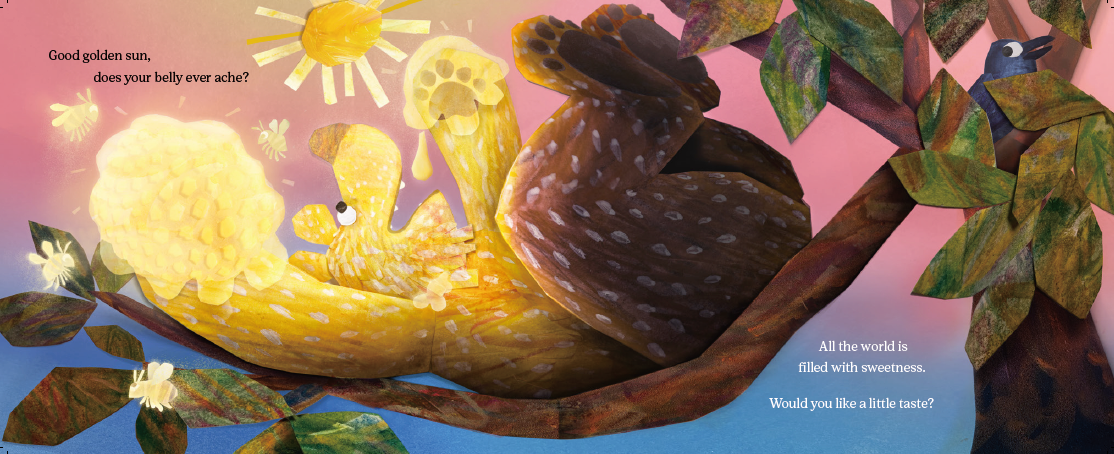 Good golden sun,
does your belly ever ache?
All the world is
filled with sweetness.
Would you like a little taste?